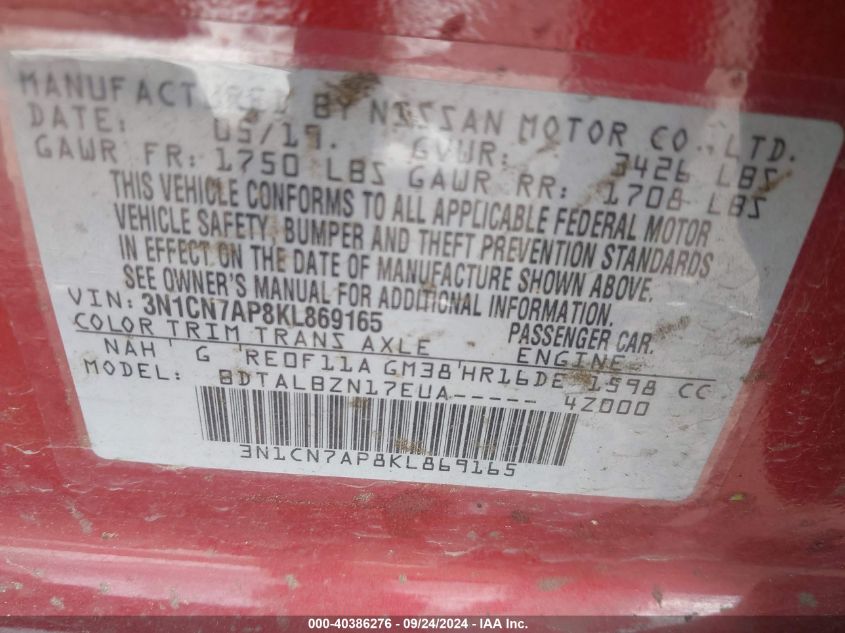 MANUFACTURED BY NISSAN MOTOR CO., LTD.
DATE: 05/19. GVWR: 3426 LBS
GAWR FR: 1750 LBS GAWR RR: 1708 LBS
THIS VEHICLE CONFORMS TO ALL APPLICABLE FEDERAL MOTOR
VEHICLE SAFETY, BUMPER AND THEFT PREVENTION STANDARDS
IN EFFECT ON THE DATE OF MANUFACTURE SHOWN ABOVE.
SEE OWNER'S MANUAL FOR ADDITIONAL INFORMATION.
VIN: 3N1CN7AP8KL869165 PASSENGER CAR.
COLOR TRIM TRANS AXLE ENGINE
NAH ' G 'RE0F11A GM38'HR16DE 1598 CC
MODEL: BDTALBZN17EUA----- 4Z000
3N1CN7AP8KL869165
000-40386276 - 09/24/2024 - IAAI.com